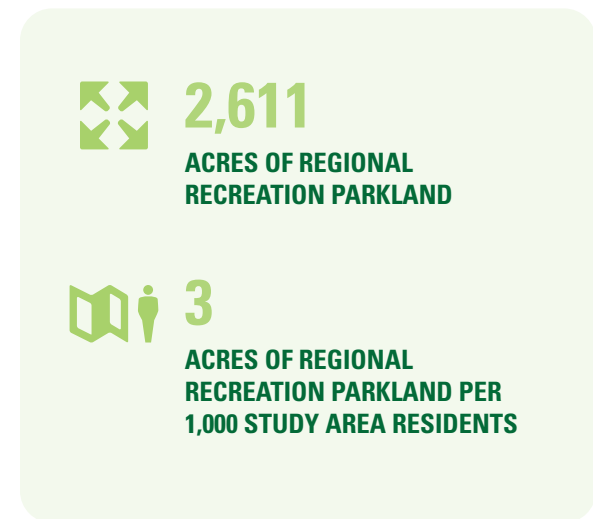 2,611
ACRES OF REGIONAL
RECREATION PARKLAND
3
ACRES OF REGIONAL
RECREATION PARKLAND PER
1,000 STUDY AREA RESIDENTS